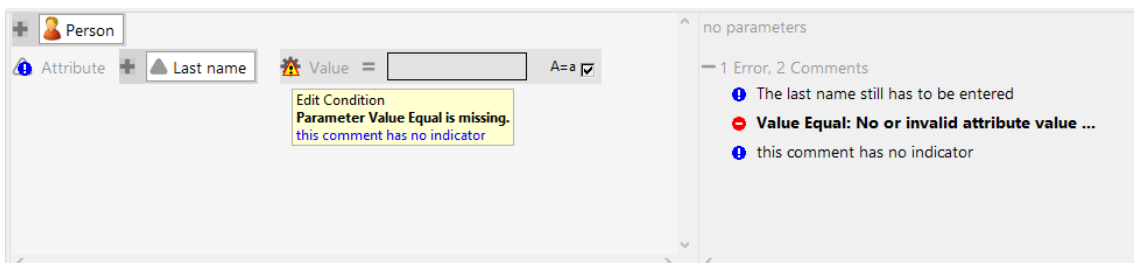 Person
no parameters
Attribute Last name Value = A=a
1 Error, 2 Comments
Edit Condition
Parameter Value Equal is missing.
this comment has no indicator
The last name still has to be entered
Value Equal: No or invalid attribute value ...
this comment has no indicator